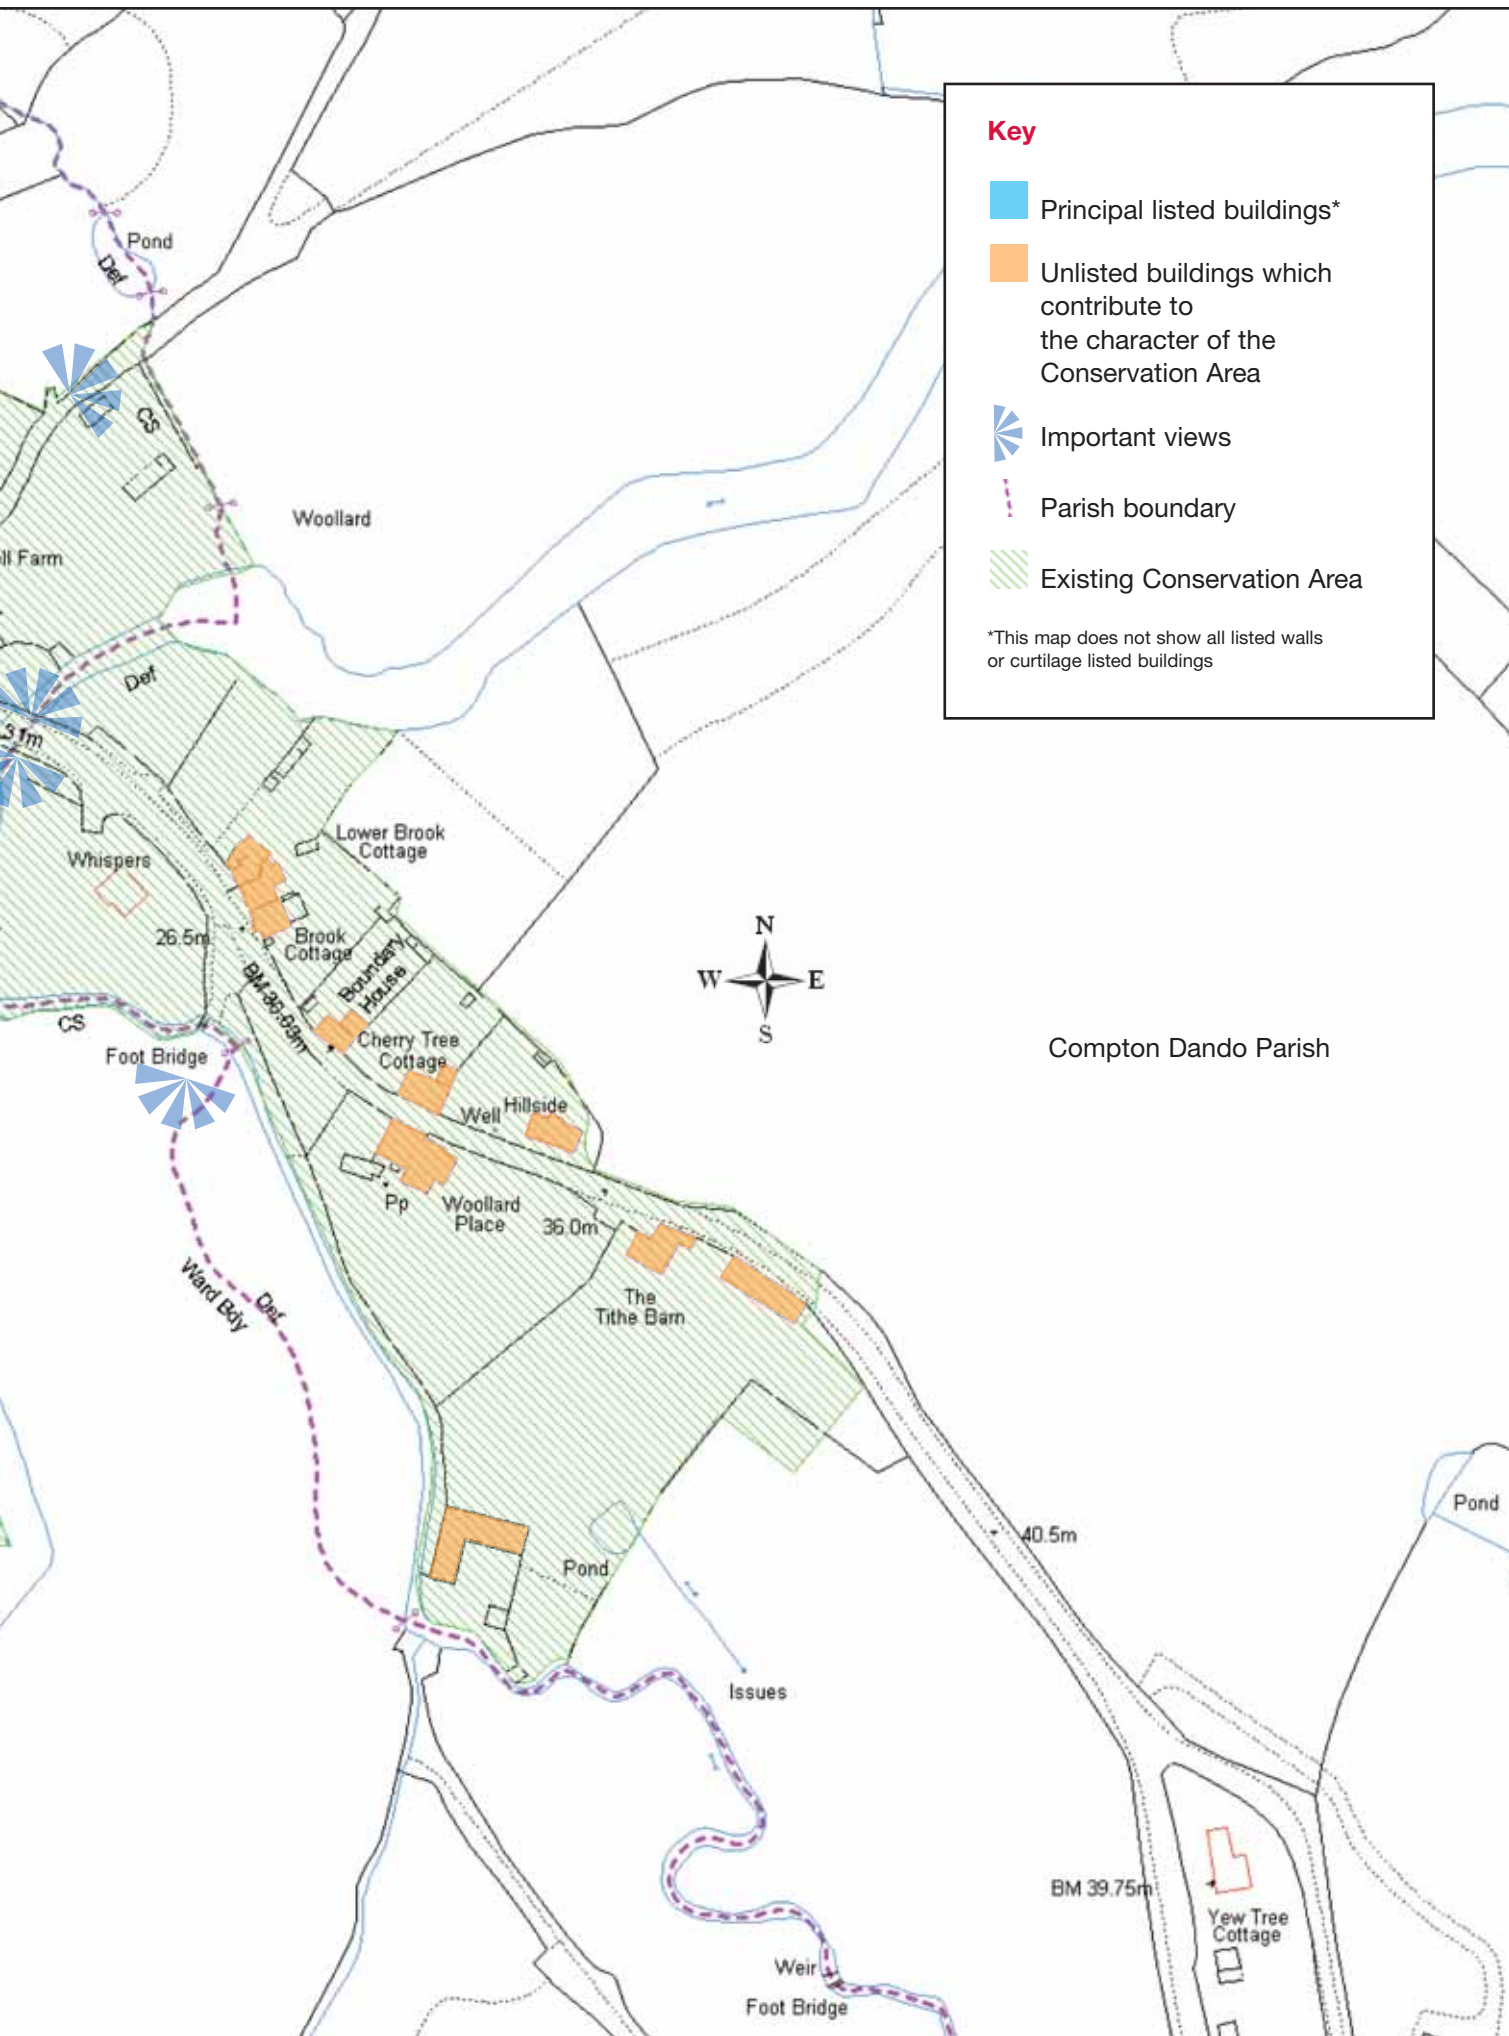 Key
Principal listed buildings*
Unlisted buildings which
contribute to
the character of the
Conservation Area
Important views
Parish boundary
Existing Conservation Area
*This map does not show all listed walls
or curtilage listed buildings
Pond
Def
CS
Woollard
ll Farm
Def
31m
Lower Brook
Cottage
Whispers
26.5m
Brook
Cottage
Boundary
House
BM 30.03m
N
W E
S
CS
Foot Bridge
Cherry Tree
Cottage
Compton Dando Parish
Well
Hillside
Pp
Woollard
Place
36.0m
Ward Bdy
Def
The
Tithe Barn
Pond
40.5m
Pond
Issues
BM 39.75m
Yew Tree
Cottage
Weir
Foot Bridge